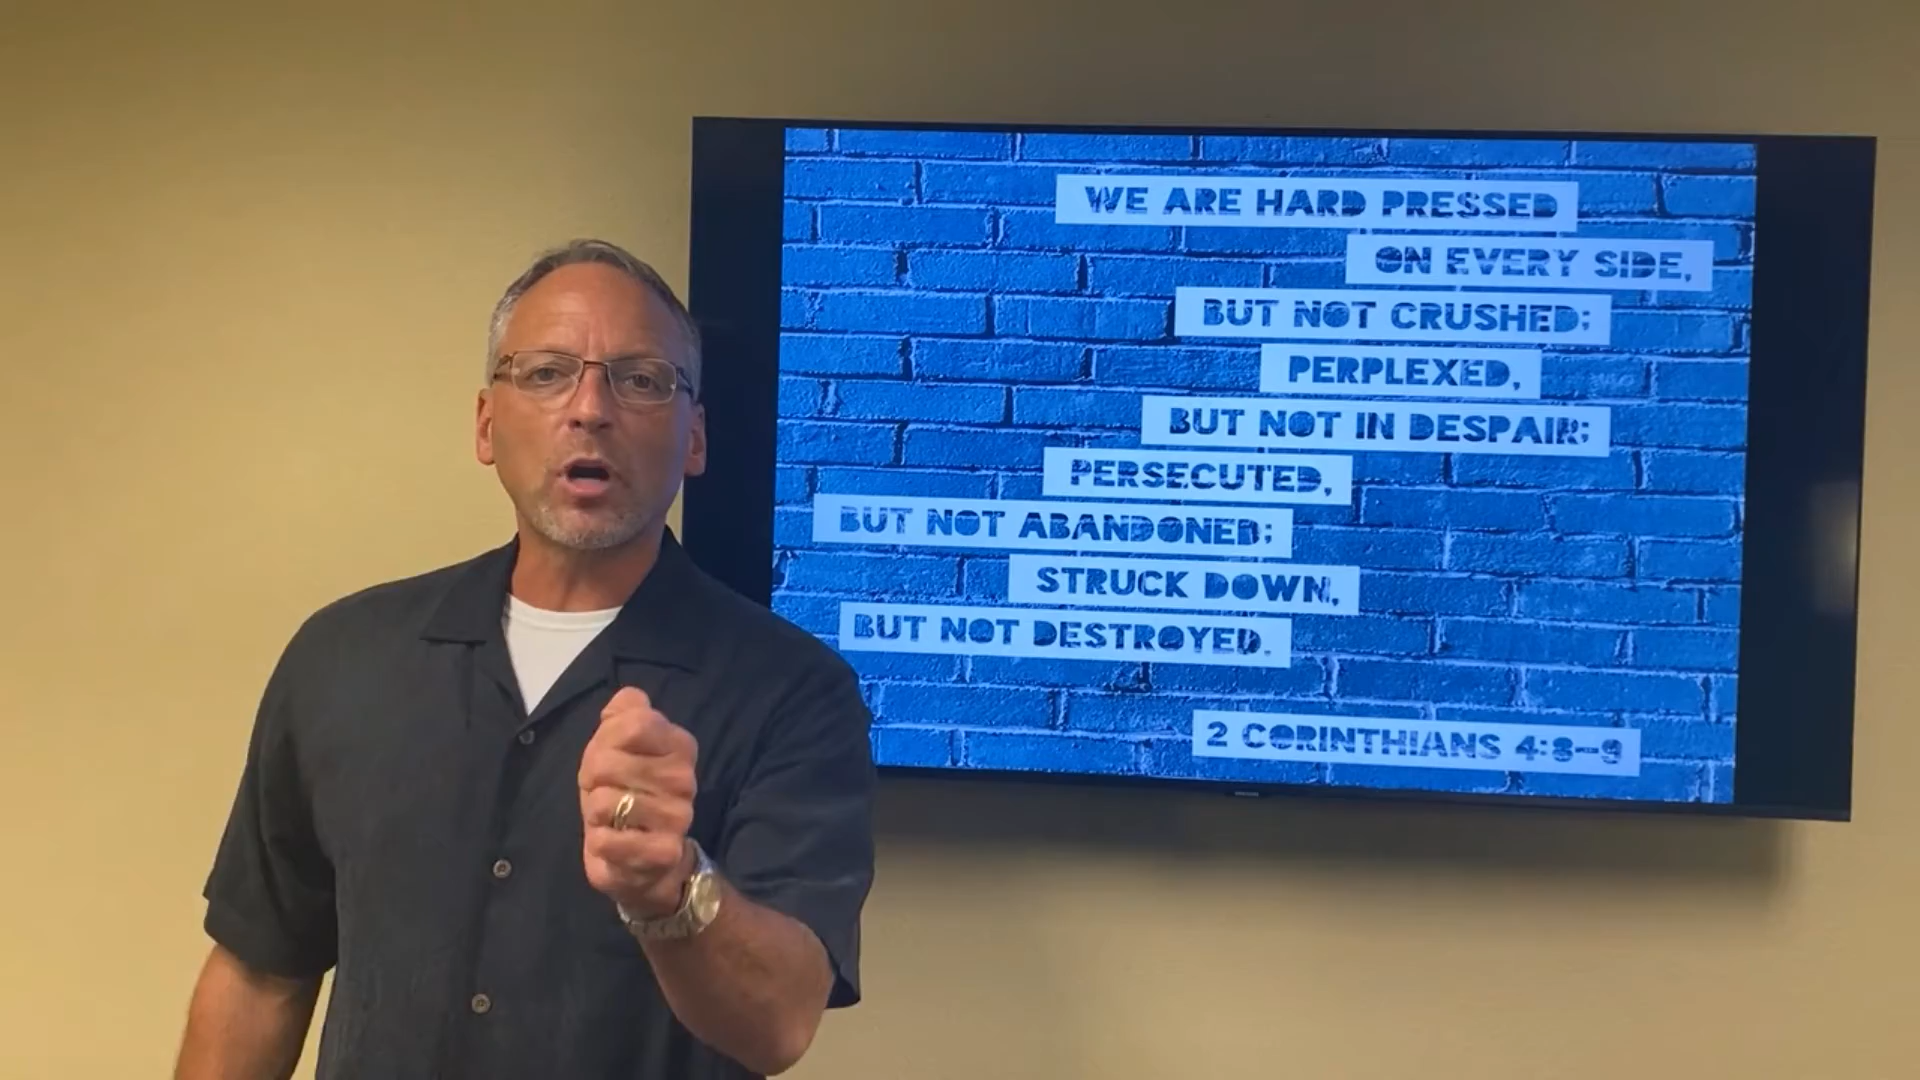 WE ARE HARD PRESSED
ON EVERY SIDE,
BUT NOT CRUSHED;
PERPLEXED,
BUT NOT IN DESPAIR;
PERSECUTED,
BUT NOT ABANDONED;
STRUCK DOWN,
BUT NOT DESTROYED.
2 CORINTHIANS 4:8-9